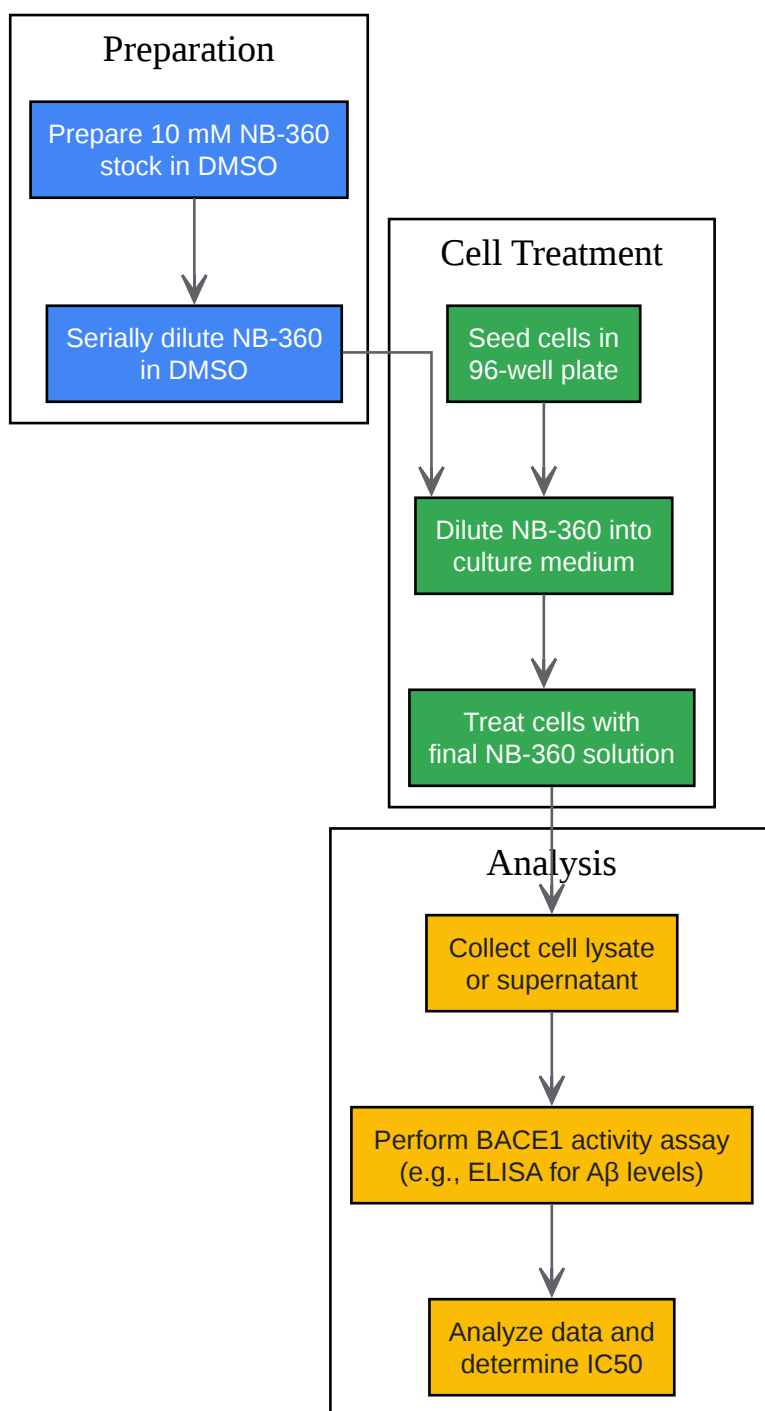 Preparation
Prepare 10 mM NB-360
stock in DMSO
Serially dilute NB-360
in DMSO
Cell Treatment
Seed cells in
96-well plate
Dilute NB-360 into
culture medium
Treat cells with
final NB-360 solution
Analysis
Collect cell lysate
or supernatant
Perform BACE1 activity assay
(e.g., ELISA for Aβ levels)
Analyze data and
determine IC50